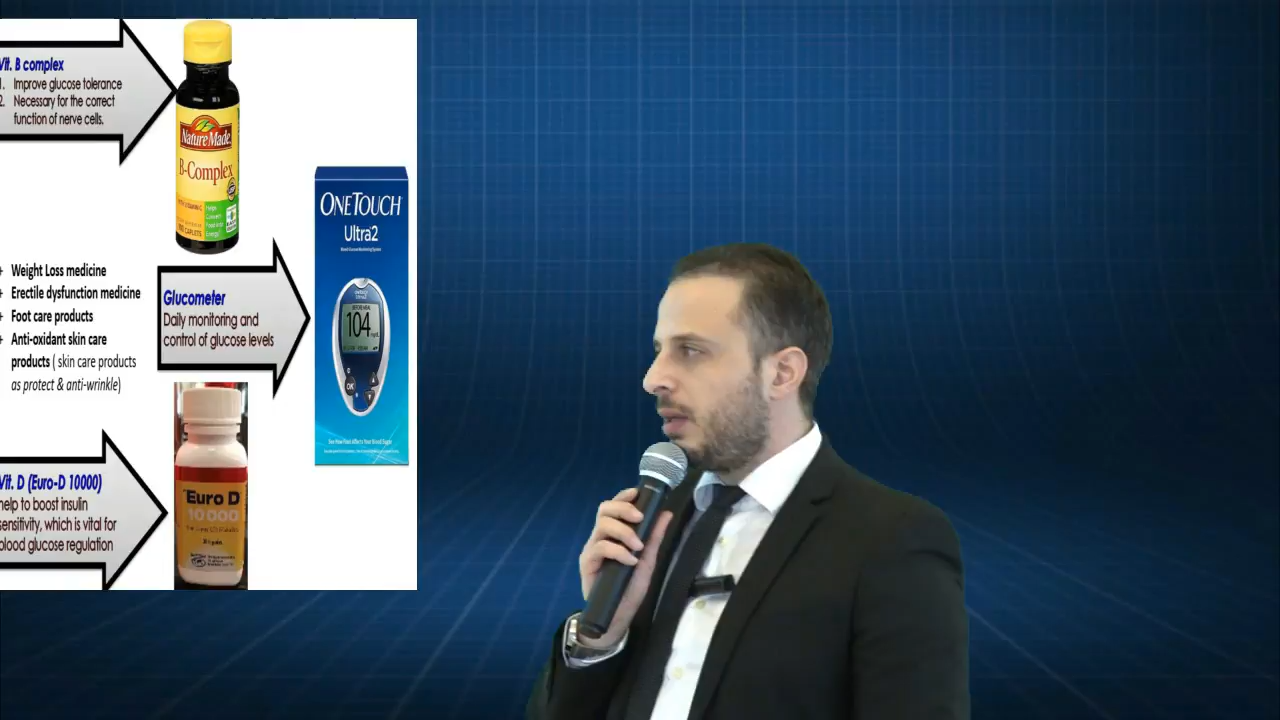 Vit. B complex
1. Improve glucose tolerance
2. Necessary for the correct
function of nerve cells.
Nature Made
B-Complex
ONETOUCH
Ultra2
104
OK
+ Weight Loss medicine
+ Erectile dysfunction medicine
+ Foot care products
+ Anti-oxidant skin care
products ( skin care products
as protect & anti-wrinkle)
Glucometer
Daily monitoring and
control of glucose levels
Vit. D (Euro-D 10000)
help to boost insulin
sensitivity, which is vital for
blood glucose regulation
Euro D
10 000